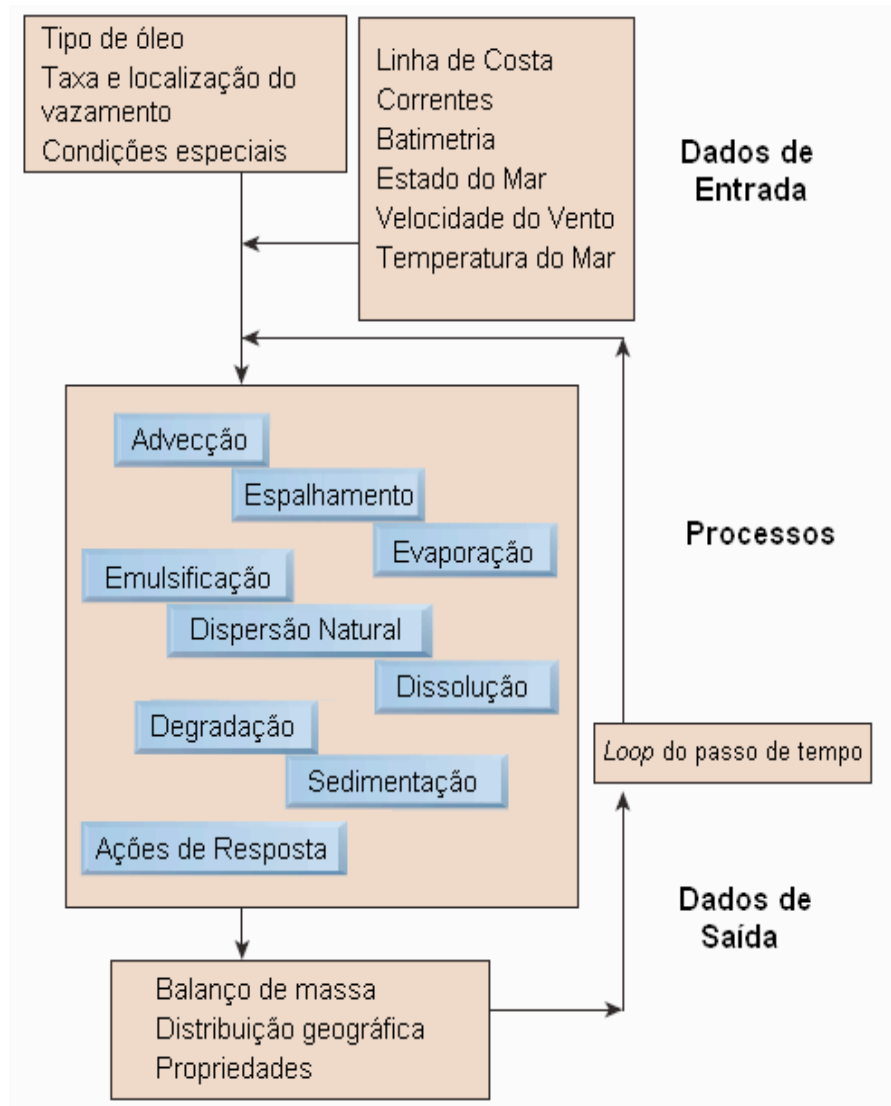 Tipo de óleo
Taxa e localização do
vazamento
Condições especiais
Linha de Costa
Correntes
Batimetria
Estado do Mar
Velocidade do Vento
Temperatura do Mar
Dados de
Entrada
Advecção
Espalhamento
Evaporação
Emulsificação
Dispersão Natural
Dissolução
Degradação
Sedimentação
Ações de Resposta
Processos
Loop do passo de tempo
Dados de
Saída
Balanço de massa
Distribuição geográfica
Propriedades